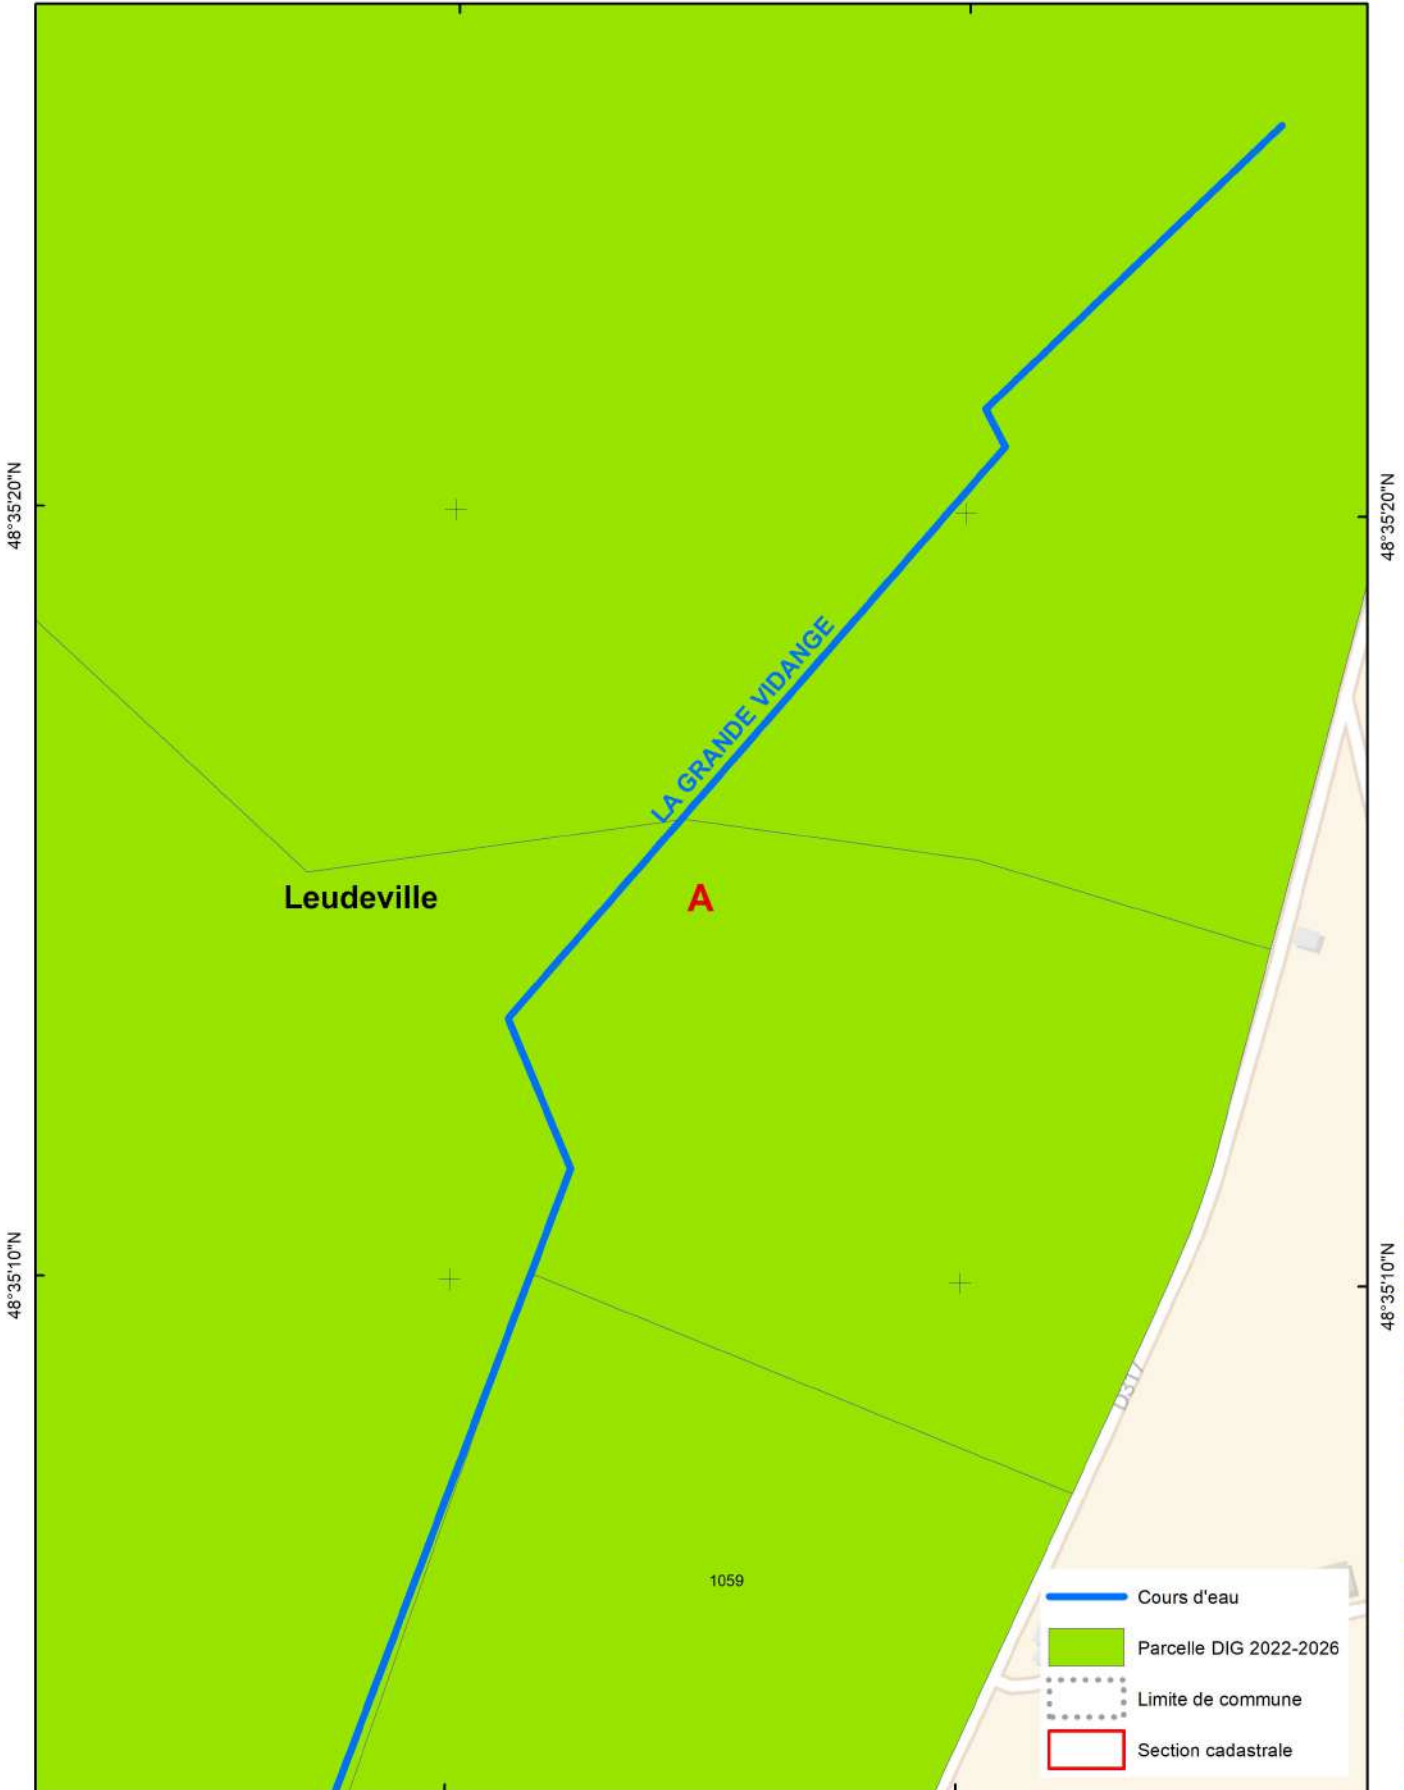 48°35'20"N
48°35'20"N
LA GRANDE VIDANGE
Leudeville
A
48°35'10"N
48°35'10"N
D317
1059
Cours d'eau
Parcelle DIG 2022-2026
Limite de commune
Section cadastrale